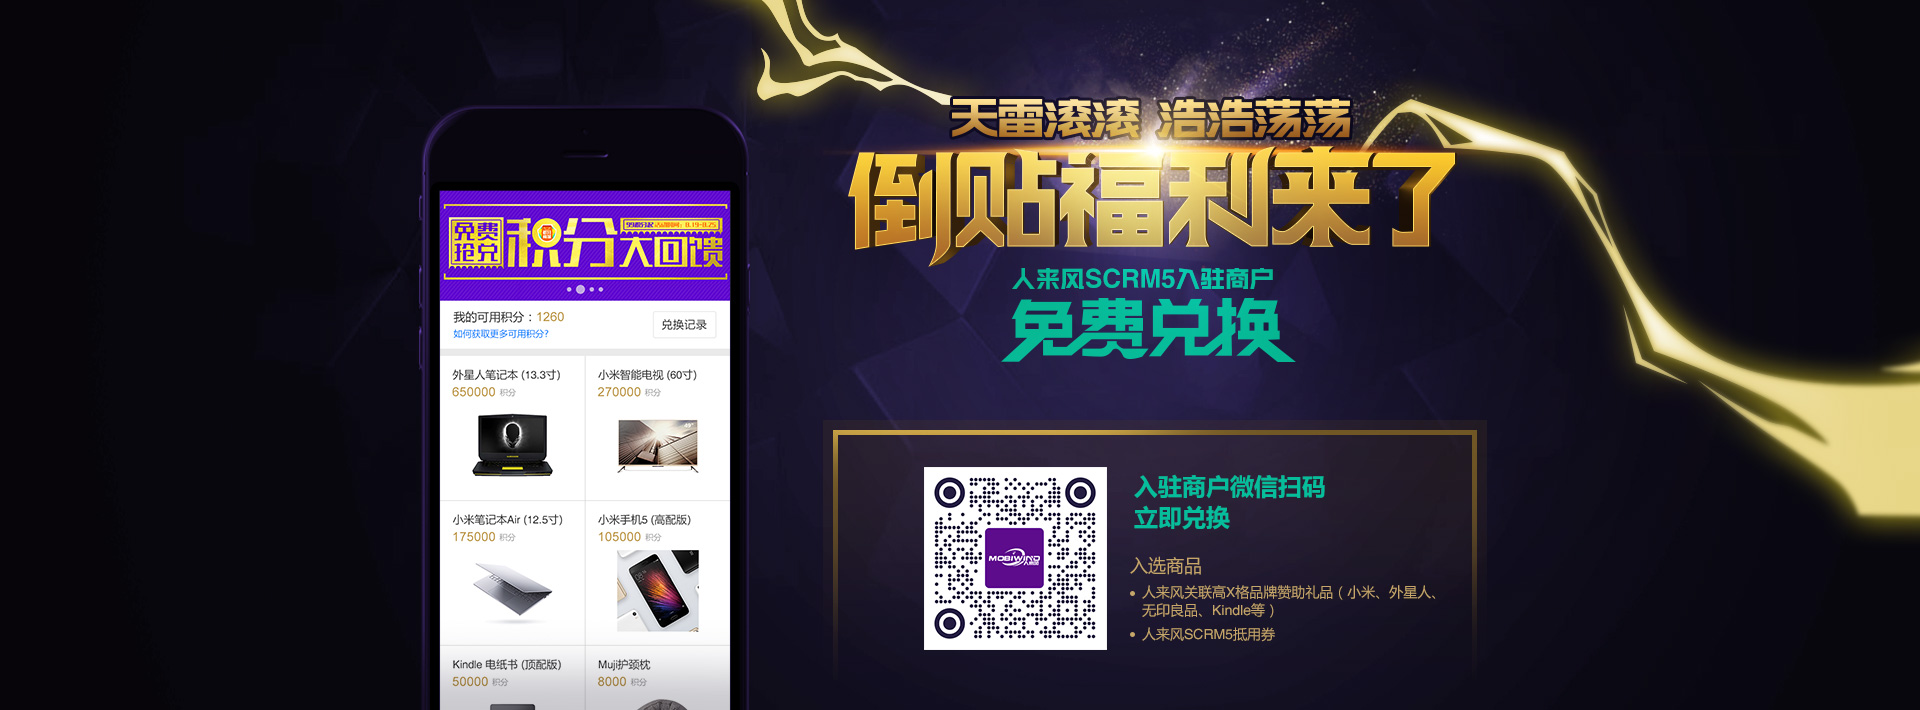 天雷滚滚 浩浩荡荡
倒贴福利来了
人来风SCRM5入驻商户
免费兑换
免费
抢兑
积分大回馈
我的可用积分：1260
如何获取更多可用积分?
兑换记录
外星人笔记本 (13.3寸)
650000 积分
小米智能电视 (60寸)
270000 积分
小米笔记本Air (12.5寸)
175000 积分
小米手机5 (高配版)
105000 积分
Kindle 电纸书 (顶配版)
50000 积分
Muji护颈枕
8000 积分
MOBIWIND
人来风
入驻商户微信扫码
立即兑换
入选商品
• 人来风关联高X格品牌赞助礼品（小米、外星人、
无印良品、Kindle等）
• 人来风SCRM5抵用券